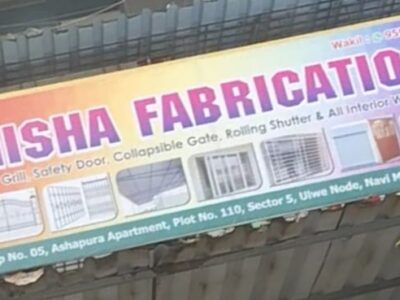 Wakil :
NISHA FABRICATIO
Grill, Safety Door, Collapsible Gate, Rolling Shutter & All Interior W
p No. 05, Ashapura Apartment, Plot No. 110, Sector 5, Ulwe Node, Navi M